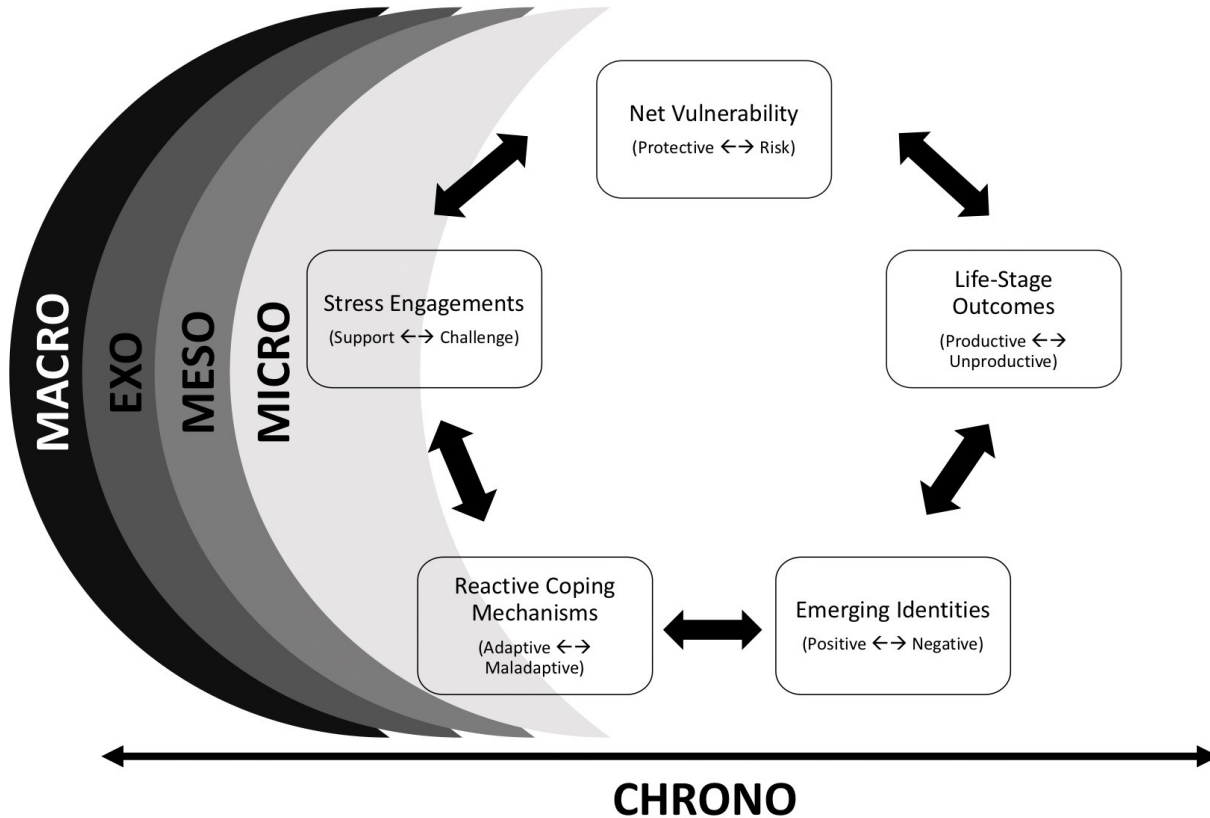 MACRO
EXO
MESO
MICRO
Net Vulnerability
(Protective ←→ Risk)
Stress Engagements
(Support ←→ Challenge)
Life-Stage
Outcomes
(Productive ←→
Unproductive)
Reactive Coping
Mechanisms
(Adaptive ←→
Maladaptive)
Emerging Identities
(Positive ←→ Negative)
CHRONO